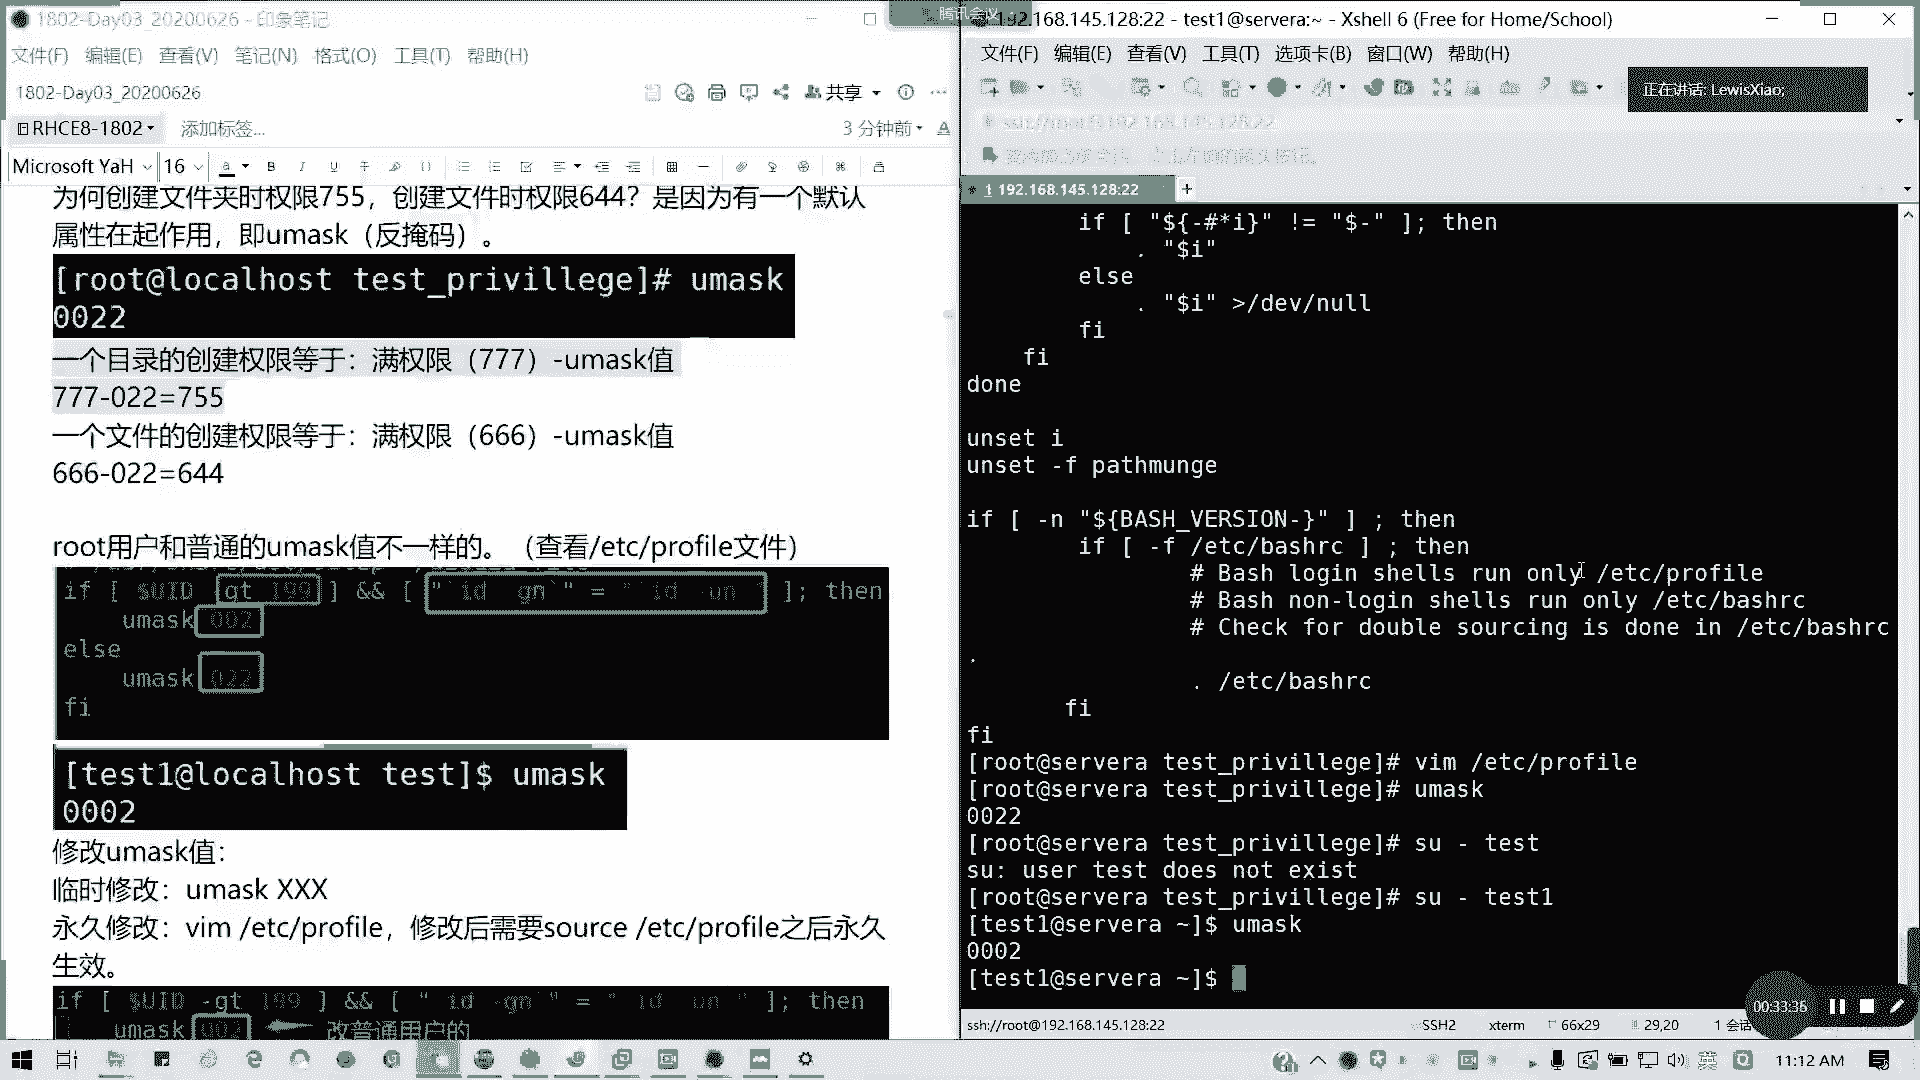 1802-Day03_20200626 - 印象笔记
文件(F) 编辑(E) 查看(V) 笔记(N) 格式(O) 工具(T) 帮助(H)
1802-Day03_20200626
共享
RHCE8-1802
添加标签...
3 分钟前
Microsoft YaH 16
为何创建文件夹时权限755，创建文件时权限644？是因为有一个默认
属性在起作用，即umask（反掩码）。
[root@localhost test_privillege]# umask
0022
一个目录的创建权限等于：满权限（777）-umask值
777-022=755
一个文件的创建权限等于：满权限（666）-umask值
666-022=644
root用户和普通的umask值不一样的。（查看/etc/profile文件）
if [ $UID -gt 199 ] && [ "`id -gn`" = "`id -un`" ]; then
umask 002
else
umask 022
fi
[test1@localhost test]$ umask
0002
修改umask值：
临时修改：umask XXX
永久修改：vim /etc/profile，修改后需要source /etc/profile之后永久
生效。
if [ $UID -gt 199 ] && [ "`id -gn`" = "`id -un`" ]; then
umask 002 改普通用户的
腾讯会议
192.168.145.128:22 - test1@servera:~ - Xshell 6 (Free for Home/School)
文件(F) 编辑(E) 查看(V) 工具(T) 选项卡(B) 窗口(W) 帮助(H)
正在讲话: LewisXiao;
1 192.168.145.128:22
if [ "${-#*i}" != "$-" ]; then
. "$i"
else
. "$i" >/dev/null
fi
fi
done
unset i
unset -f pathmunge
if [ -n "${BASH_VERSION-}" ] ; then
if [ -f /etc/bashrc ] ; then
# Bash login shells run only /etc/profile
# Bash non-login shells run only /etc/bashrc
# Check for double sourcing is done in /etc/bashrc
.
. /etc/bashrc
fi
fi
[root@servera test_privillege]# vim /etc/profile
[root@servera test_privillege]# umask
0022
[root@servera test_privillege]# su - test
su: user test does not exist
[root@servera test_privillege]# su - test1
[test1@servera ~]$ umask
0002
[test1@servera ~]$
00:33:36
ssh://root@192.168.145.128:22
SSH2
xterm
66x29
29,20
1 会话
英
11:12 AM